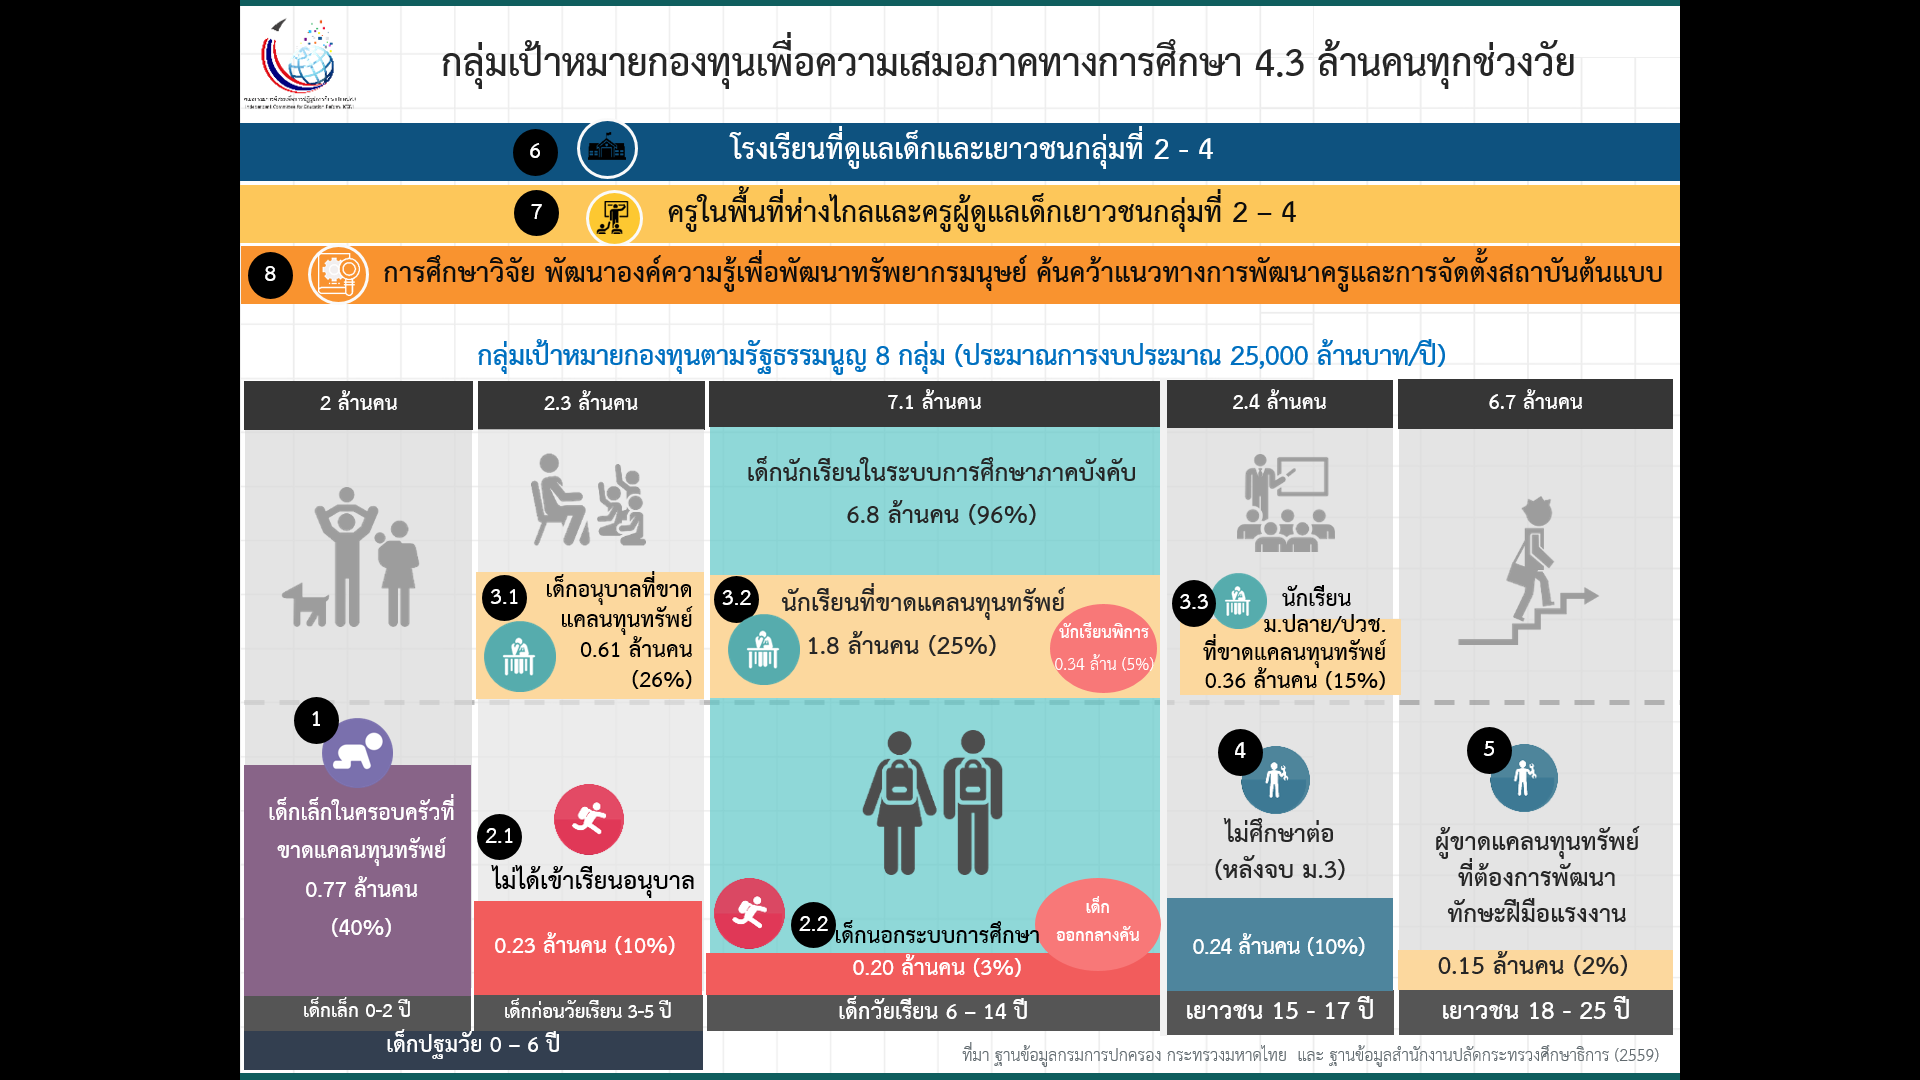 กลุ่มเป้าหมายกองทุนเพื่อความเสมอภาคทางการศึกษา 4.3 ล้านคนทุกช่วงวัย
6
โรงเรียนที่ดูแลเด็กและเยาวชนกลุ่มที่ 2 - 4
7
ครูในพื้นที่ห่างไกลและครูผู้ดูแลเด็กเยาวชนกลุ่มที่ 2 – 4
8
การศึกษาวิจัย พัฒนาองค์ความรู้เพื่อพัฒนาทรัพยากรมนุษย์ ค้นคว้าแนวทางการพัฒนาครูและการจัดตั้งสถาบันต้นแบบ
กลุ่มเป้าหมายกองทุนตามรัฐธรรมนูญ 8 กลุ่ม (ประมาณการงบประมาณ 25,000 ล้านบาท/ปี)
2 ล้านคน
2.3 ล้านคน
7.1 ล้านคน
2.4 ล้านคน
6.7 ล้านคน
1
เด็กเล็กในครอบครัวที่
ขาดแคลนทุนทรัพย์
0.77 ล้านคน
(40%)
เด็กเล็ก 0-2 ปี
3.1
เด็กอนุบาลที่ขาด
แคลนทุนทรัพย์
0.61 ล้านคน
(26%)
2.1
ไม่ได้เข้าเรียนอนุบาล
0.23 ล้านคน (10%)
เด็กก่อนวัยเรียน 3-5 ปี
เด็กปฐมวัย 0 – 6 ปี
เด็กนักเรียนในระบบการศึกษาภาคบังคับ
6.8 ล้านคน (96%)
3.2
นักเรียนที่ขาดแคลนทุนทรัพย์
1.8 ล้านคน (25%)
นักเรียนพิการ
0.34 ล้าน (5%)
2.2
เด็กนอกระบบการศึกษา
0.20 ล้านคน (3%)
เด็ก
ออกกลางคัน
เด็กวัยเรียน 6 – 14 ปี
3.3
นักเรียน
ม.ปลาย/ปวช.
ที่ขาดแคลนทุนทรัพย์
0.36 ล้านคน (15%)
4
ไม่ศึกษาต่อ
(หลังจบ ม.3)
0.24 ล้านคน (10%)
เยาวชน 15 - 17 ปี
5
ผู้ขาดแคลนทุนทรัพย์
ที่ต้องการพัฒนา
ทักษะฝีมือแรงงาน
0.15 ล้านคน (2%)
เยาวชน 18 - 25 ปี
ที่มา ฐานข้อมูลกรมการปกครอง กระทรวงมหาดไทย และ ฐานข้อมูลสำนักงานปลัดกระทรวงศึกษาธิการ (2559)